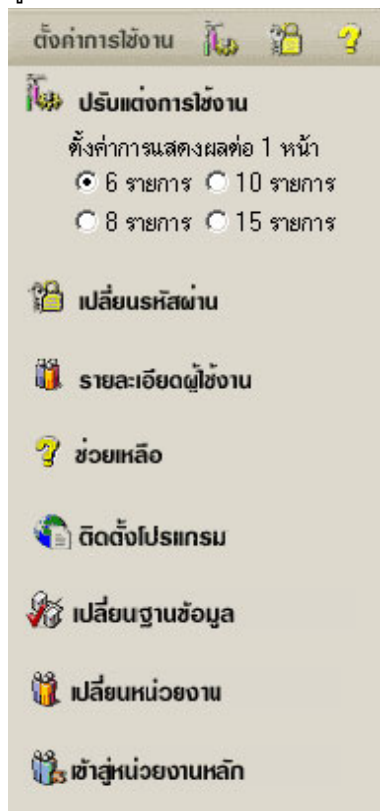 ตั้งค่าการใช้งาน
ปรับแต่งการใช้งาน
ตั้งค่าการแสดงผลต่อ 1 หน้า
6 รายการ 10 รายการ
8 รายการ 15 รายการ
เปลี่ยนรหัสผ่าน
รายละเอียดผู้ใช้งาน
ช่วยเหลือ
ติดตั้งโปรแกรม
เปลี่ยนฐานข้อมูล
เปลี่ยนหน่วยงาน
เข้าสู่หน่วยงานหลัก